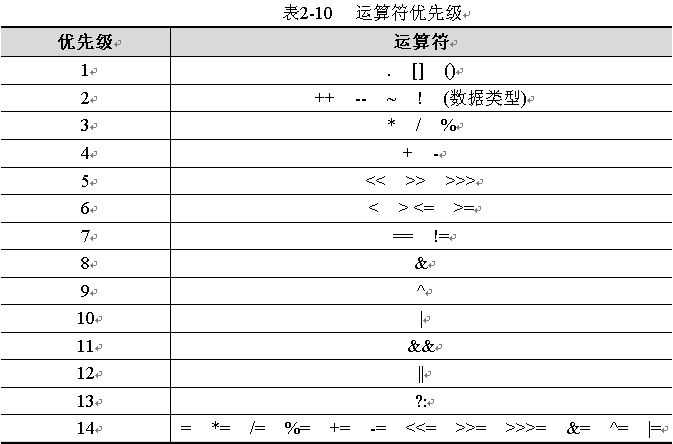 表2-10 运算符优先级
优先级 运算符
1 . [] ()
2 ++ -- ~ ! (数据类型)
3 * / %
4 + -
5 << >> >>>
6 < > <= >=
7 == !=
8 &
9 ^
10 |
11 &&
12 ||
13 ?:
14 = *= /= %= += -= <<= >>= >>>= &= ^= |=